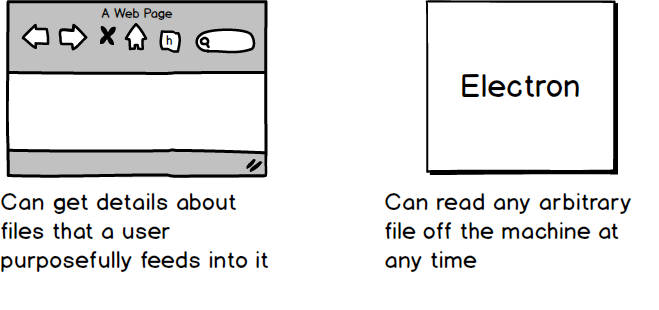 A Web Page
h
Electron
Can get details about
files that a user
purposefully feeds into it
Can read any arbitrary
file off the machine at
any time